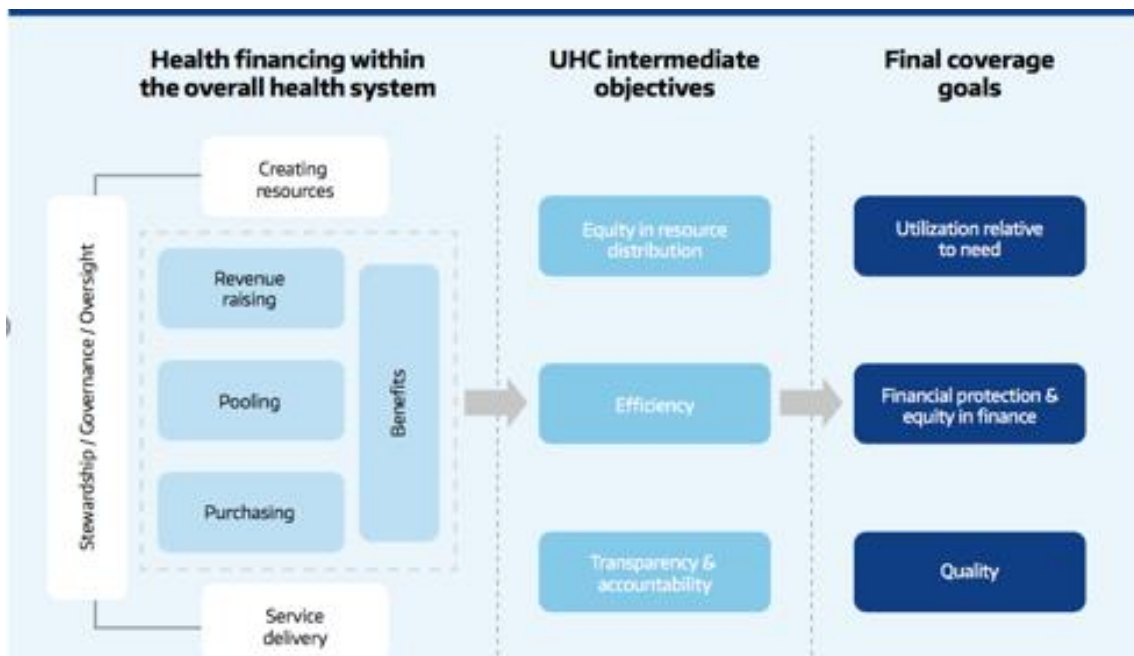 Health financing within
the overall health system
UHC intermediate
objectives
Final coverage
goals
Creating
resources
Stewardship / Governance / Oversight
Revenue
raising
Pooling
Purchasing
Benefits
Service
delivery
Equity in resource
distribution
Efficiency
Transparency &
accountability
Utilization relative
to need
Financial protection &
equity in finance
Quality